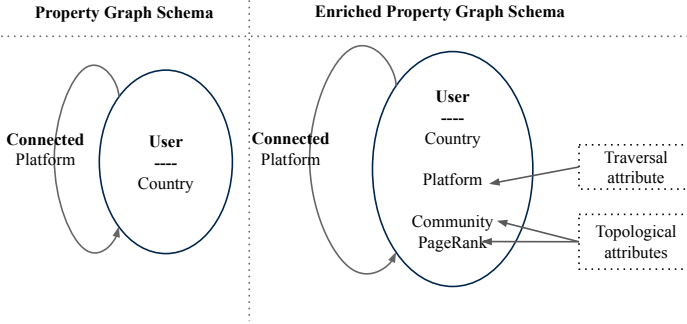 Property Graph Schema
Connected
Platform
User
----
Country
Enriched Property Graph Schema
Connected
Platform
User
----
Country
Platform
Community
PageRank
Traversal
attribute
Topological
attributes